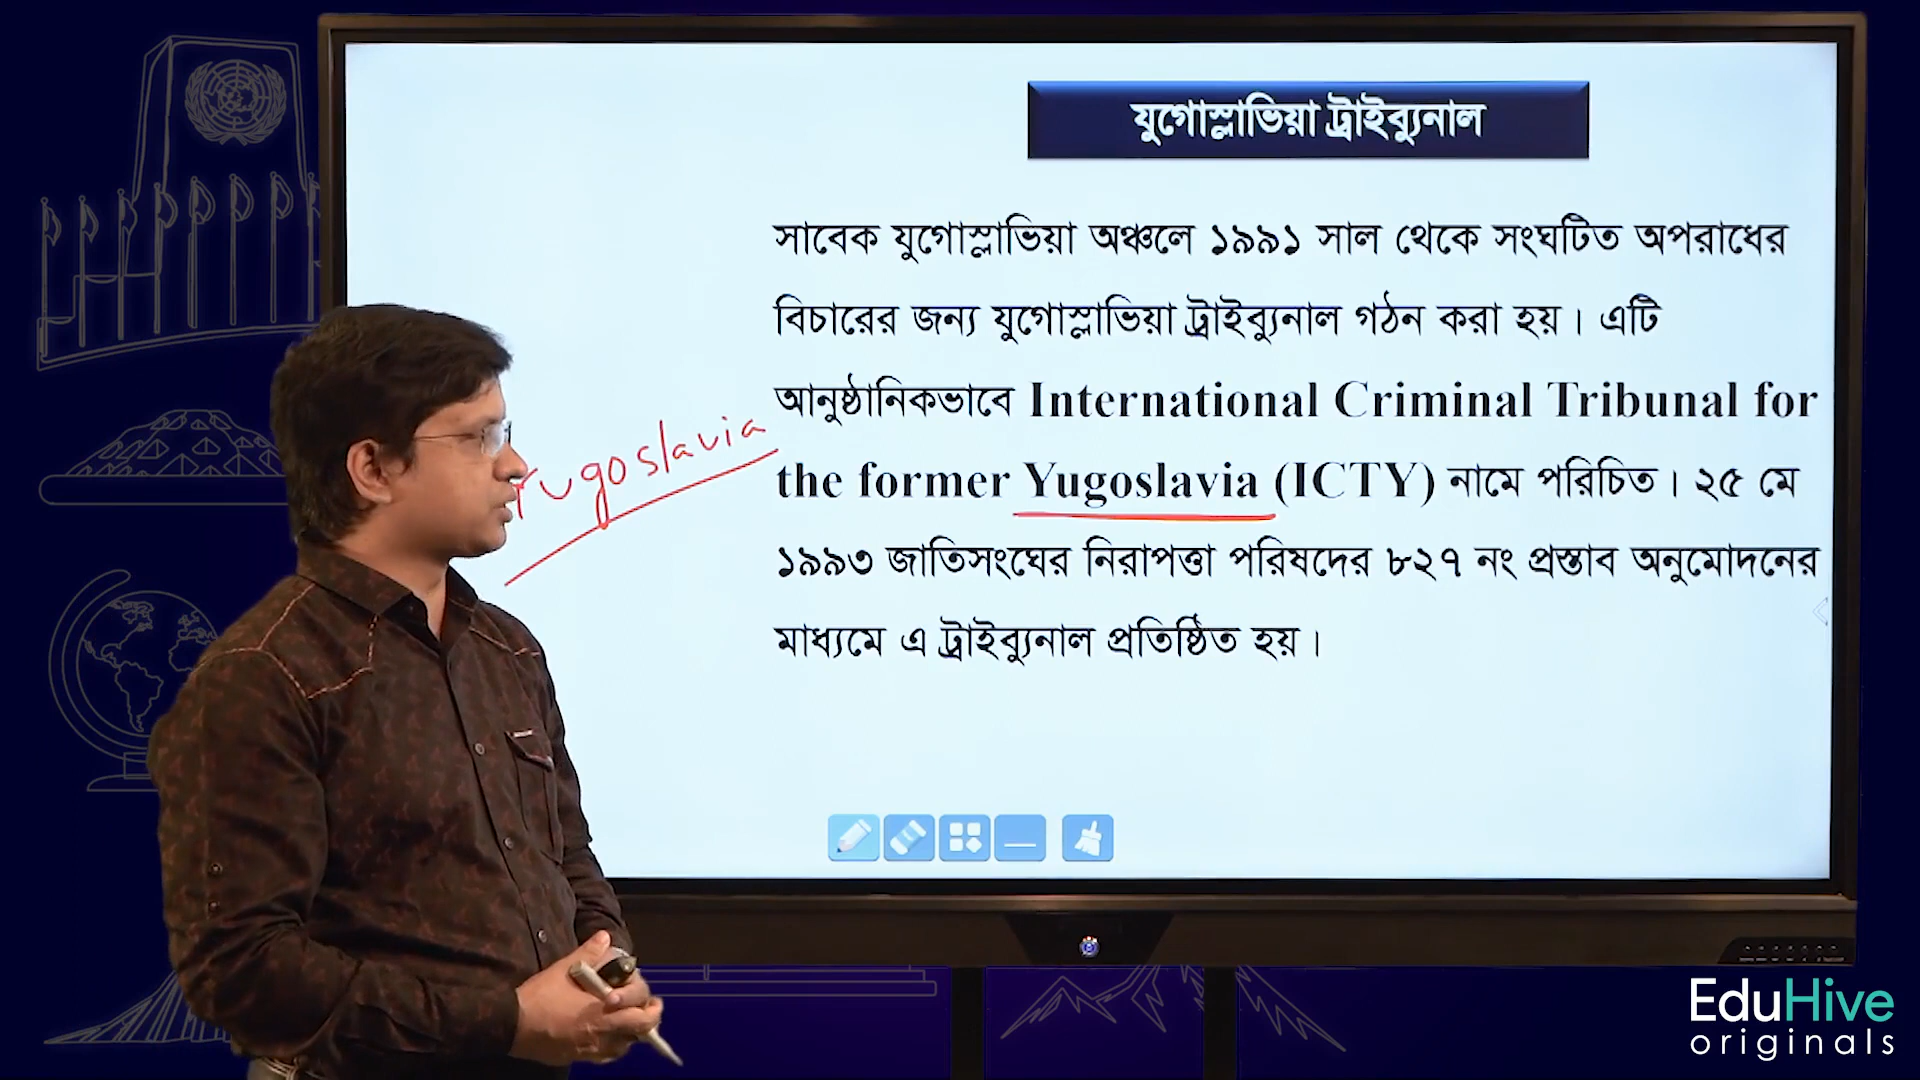 যুগোস্লাভিয়া ট্রাইব্যুনাল
সাবেক যুগোস্লাভিয়া অঞ্চলে ১৯৯১ সাল থেকে সংঘটিত অপরাধের
বিচারের জন্য যুগোস্লাভিয়া ট্রাইব্যুনাল গঠন করা হয়। এটি
আনুষ্ঠানিকভাবে International Criminal Tribunal for
the former Yugoslavia (ICTY) নামে পরিচিত। ২৫ মে
১৯৯৩ জাতিসংঘের নিরাপত্তা পরিষদের ৮২৭ নং প্রস্তাব অনুমোদনের
মাধ্যমে এ ট্রাইব্যুনাল প্রতিষ্ঠিত হয়।
Yugoslavia
EduHive
originals